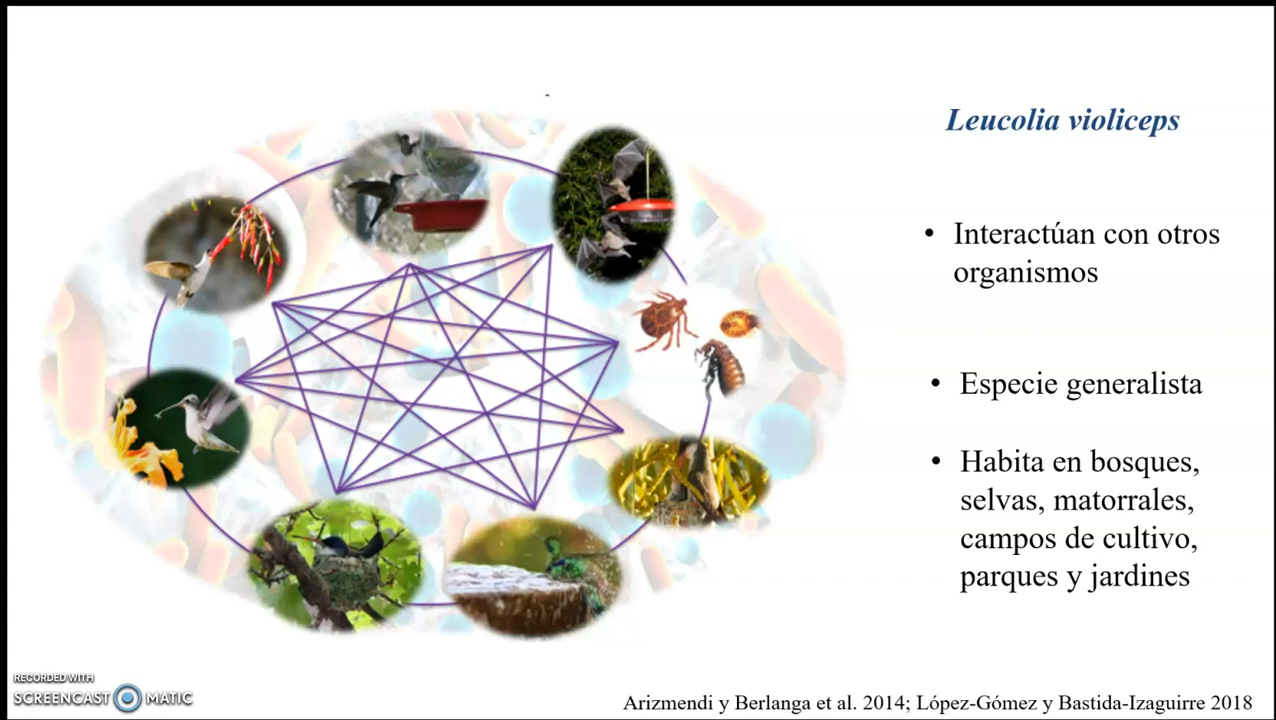 Leucolia violiceps
• Interactúan con otros
organismos
• Especie generalista
• Habita en bosques,
selvas, matorrales,
campos de cultivo,
parques y jardines
RECORDED WITH
SCREENCAST MATIC
Arizmendi y Berlanga et al. 2014; López-Gómez y Bastida-Izaguirre 2018